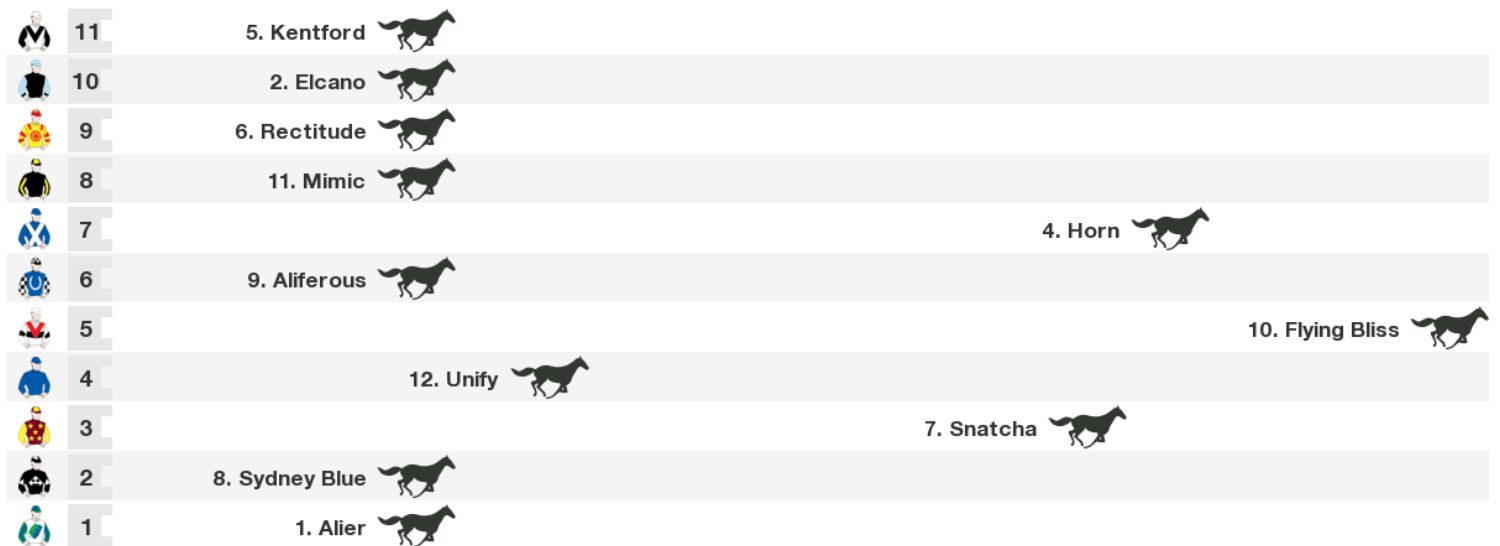 11 5. Kentford
10 2. Elcano
9 6. Rectitude
8 11. Mimic
7 4. Horn
6 9. Aliferous
5 10. Flying Bliss
4 12. Unify
3 7. Snatcha
2 8. Sydney Blue
1 1. Alier